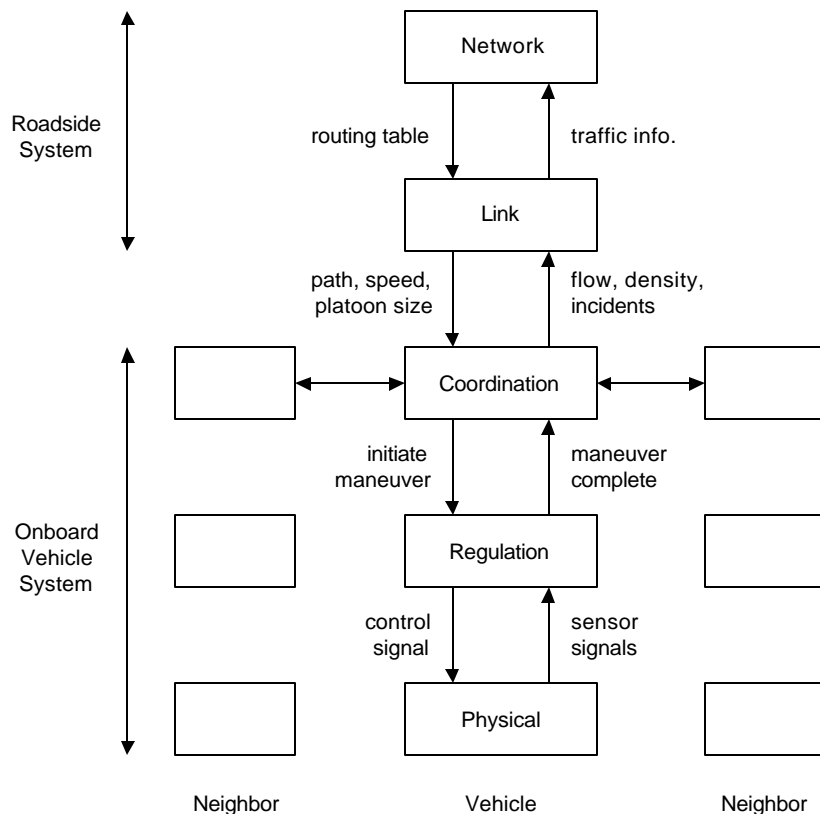 Network
Roadside
System
routing table
traffic info.
Link
path, speed,
platoon size
flow, density,
incidents
Coordination
initiate
maneuver
maneuver
complete
Onboard
Vehicle
System
Regulation
control
signal
sensor
signals
Physical
Neighbor
Vehicle
Neighbor